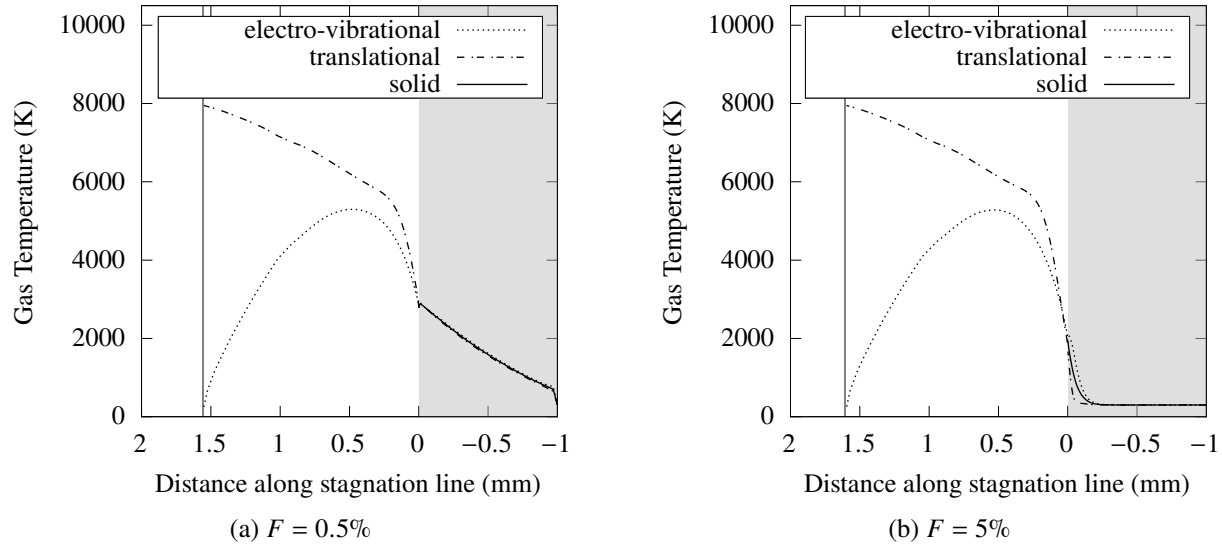 10000
8000
6000
4000
2000
0
Gas Temperature (K)
electro-vibrational
translational
solid
2 1.5 1 0.5 0 −0.5 −1
Distance along stagnation line (mm)
(a) F = 0.5%
10000
8000
6000
4000
2000
0
Gas Temperature (K)
electro-vibrational
translational
solid
2 1.5 1 0.5 0 −0.5 −1
Distance along stagnation line (mm)
(b) F = 5%